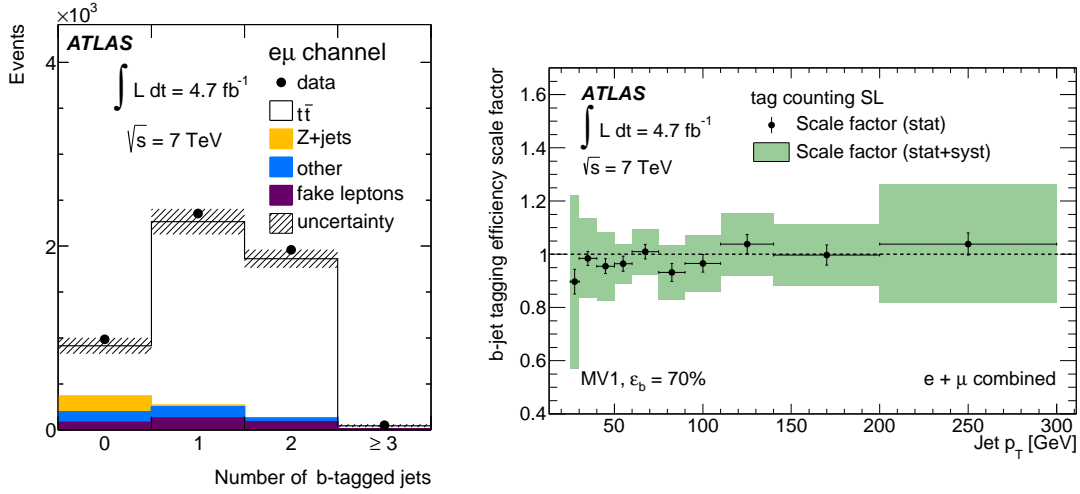 ×10³
Events
ATLAS
∫ L dt = 4.7 fb⁻¹
√s = 7 TeV
eμ channel
data
tt̄
Z+jets
other
fake leptons
uncertainty
4
2
0
0
1
2
≥ 3
Number of b-tagged jets
b-jet tagging efficiency scale factor
ATLAS
∫ L dt = 4.7 fb⁻¹
√s = 7 TeV
tag counting SL
Scale factor (stat)
Scale factor (stat+syst)
1.6
1.4
1.2
1
0.8
0.6
0.4
MV1, ε_b = 70%
e + μ combined
50
100
150
200
250
300
Jet p_T [GeV]